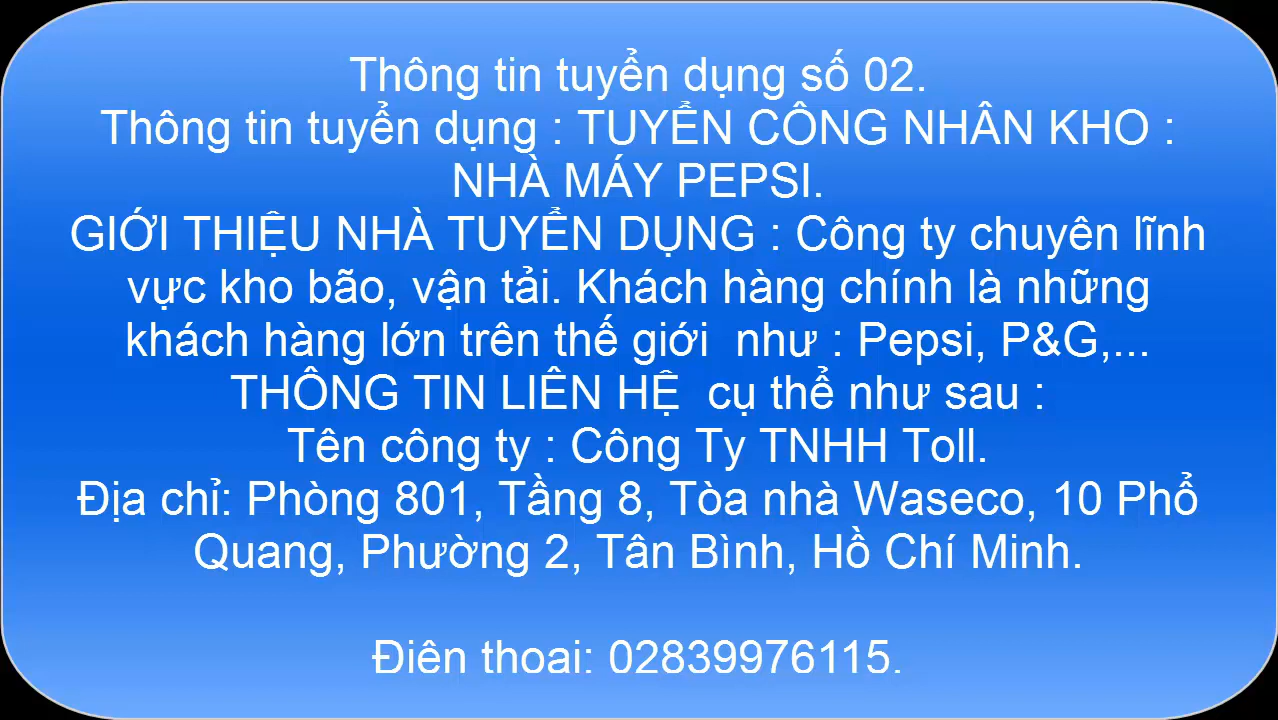 Thông tin tuyển dụng số 02.
Thông tin tuyển dụng : TUYỂN CÔNG NHÂN KHO :
NHÀ MÁY PEPSI.
GIỚI THIỆU NHÀ TUYỂN DỤNG : Công ty chuyên lĩnh
vực kho bão, vận tải. Khách hàng chính là những
khách hàng lớn trên thế giới  như : Pepsi, P&G,...
THÔNG TIN LIÊN HỆ  cụ thể như sau :
Tên công ty : Công Ty TNHH Toll.
Địa chỉ: Phòng 801, Tầng 8, Tòa nhà Waseco, 10 Phổ
Quang, Phường 2, Tân Bình, Hồ Chí Minh.
Điên thoai: 02839976115.